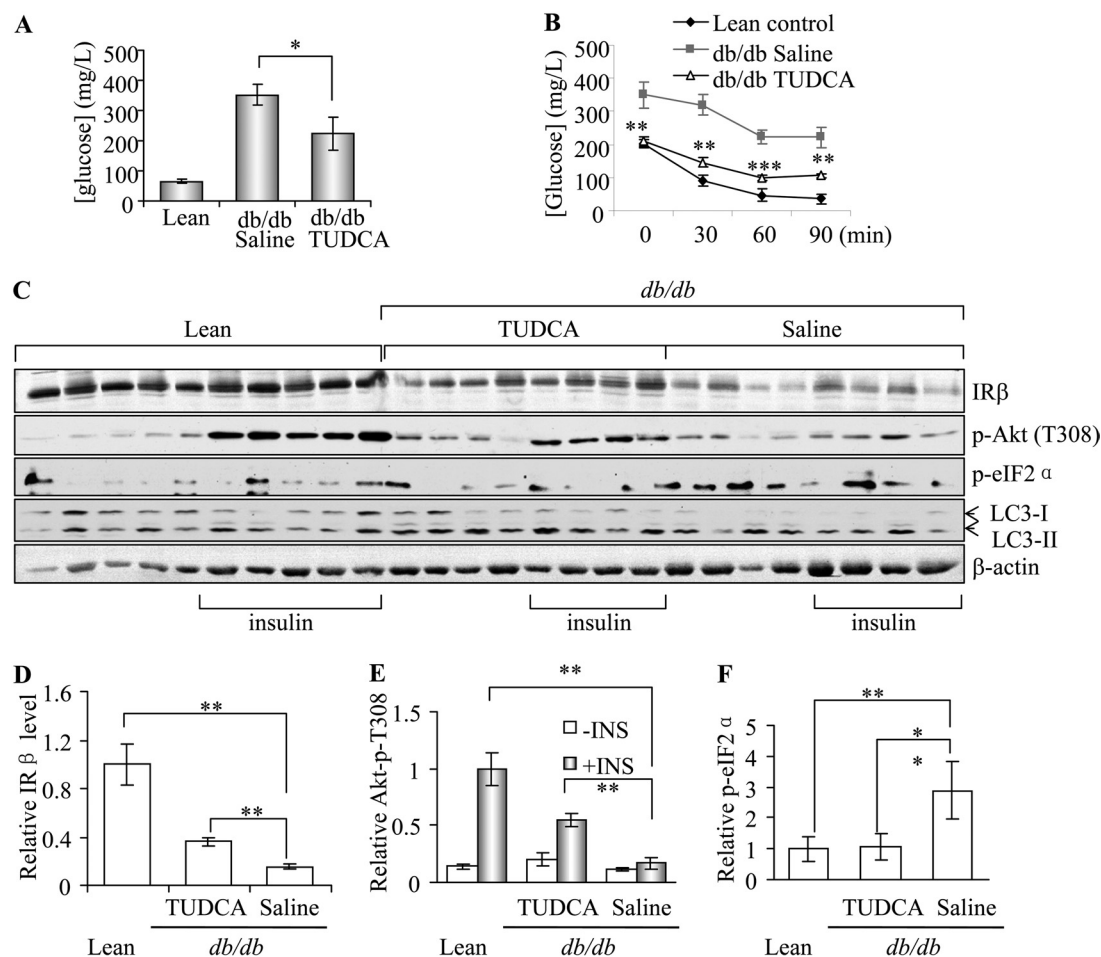 A
[glucose] (mg/L)
500
400
300
200
100
0
*
Lean
db/db
Saline
db/db
TUDCA
B
Lean control
db/db Saline
db/db TUDCA
[Glucose] (mg/L)
500
400
300
200
100
0
**
**
***
**
0 30 60 90 (min)
C
db/db
Lean TUDCA Saline
IRβ
p-Akt (T308)
p-eIF2α
LC3-I
LC3-II
β-actin
insulin insulin insulin
D
Relative IRβ level
1.6
1.2
0.8
0.4
0
**
**
TUDCA Saline
Lean db/db
E
Relative Akt-p-T308
1.5
1
0.5
0
**
-INS
+INS
**
TUDCA Saline
Lean db/db
F
Relative p-eIF2α
5
4
3
2
1
0
**
*
*
TUDCA Saline
Lean db/db